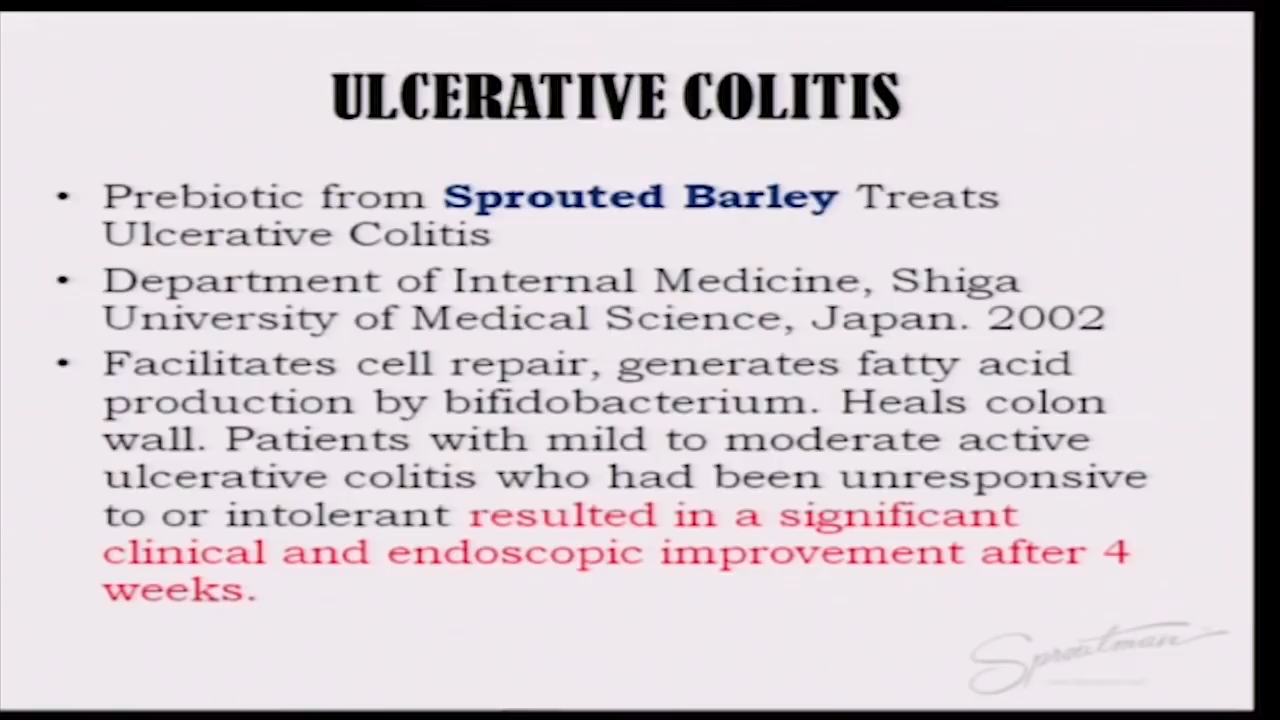 ULCERATIVE COLITIS
• Prebiotic from Sprouted Barley Treats
Ulcerative Colitis
• Department of Internal Medicine, Shiga
University of Medical Science, Japan. 2002
• Facilitates cell repair, generates fatty acid
production by bifidobacterium. Heals colon
wall. Patients with mild to moderate active
ulcerative colitis who had been unresponsive
to or intolerant resulted in a significant
clinical and endoscopic improvement after 4
weeks.
Sproutman